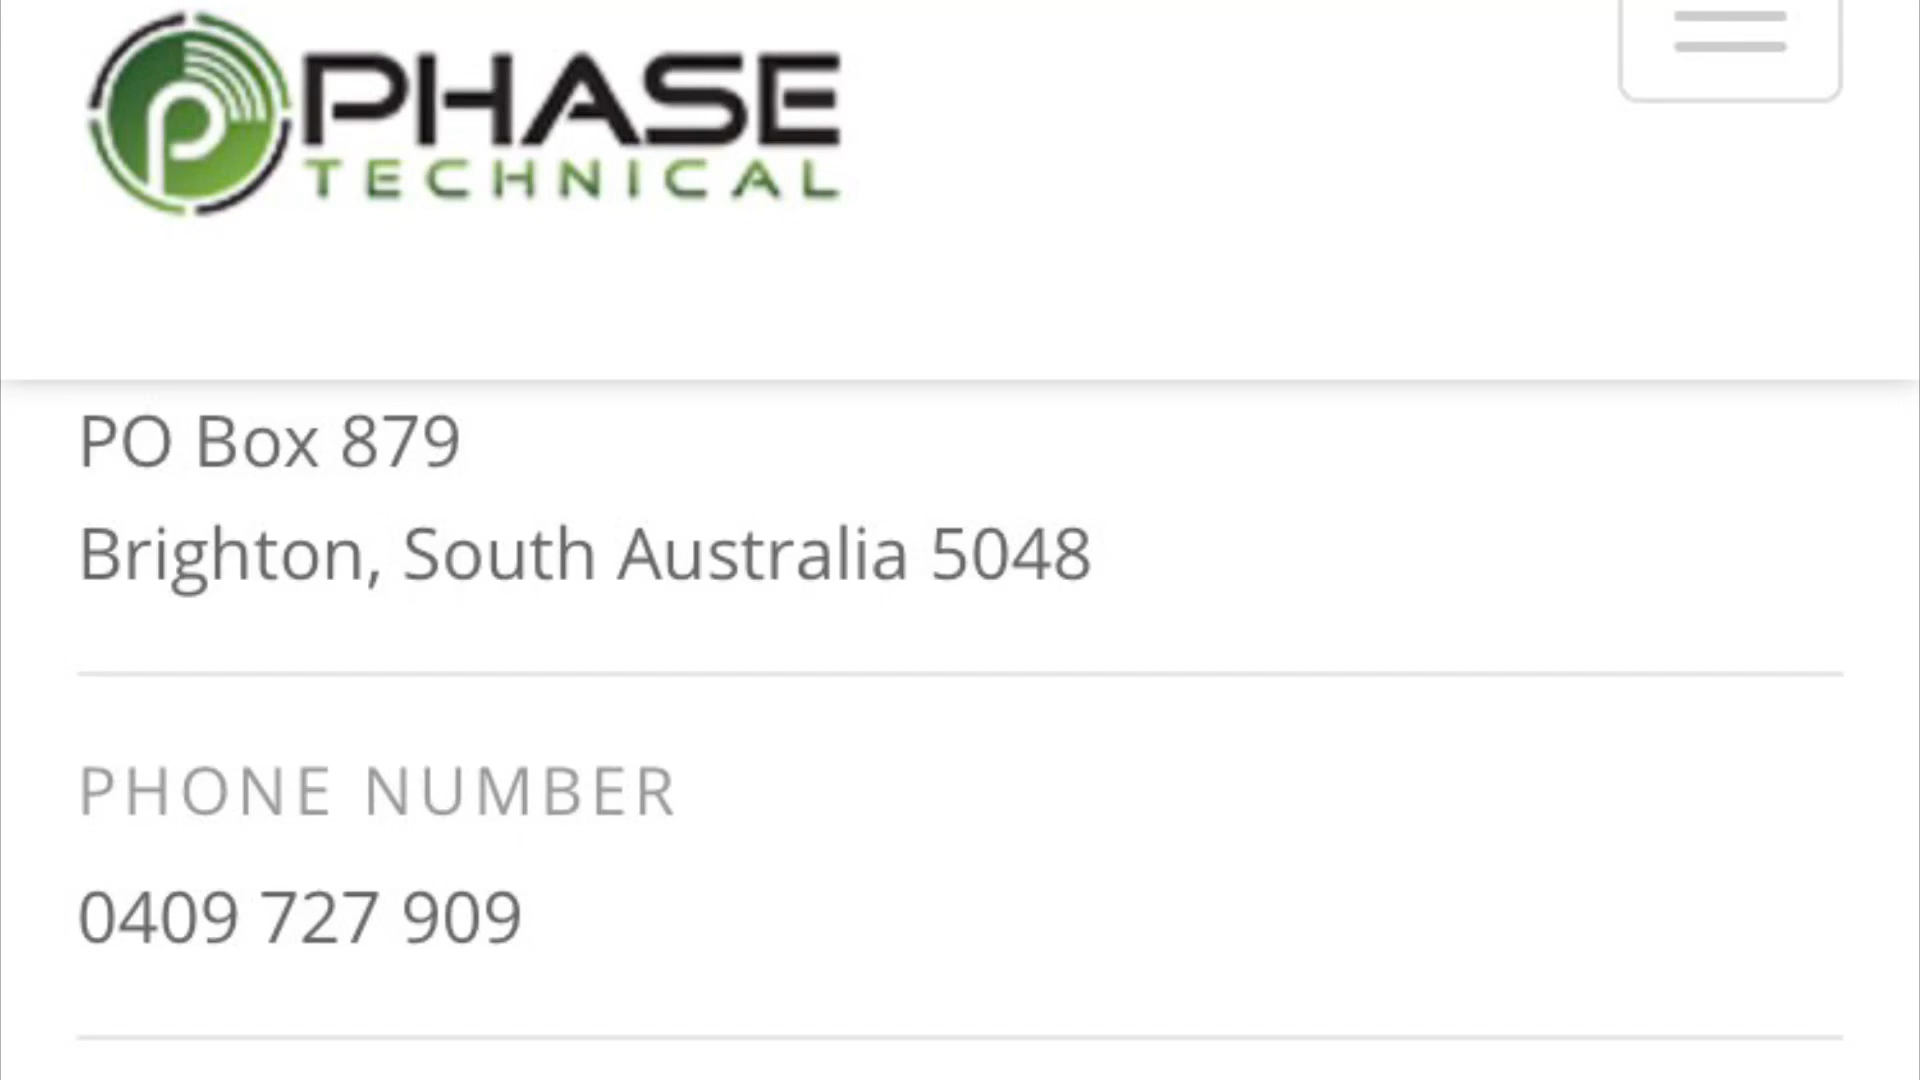 PHASE
TECHNICAL
PO Box 879
Brighton, South Australia 5048
PHONE NUMBER
0409 727 909